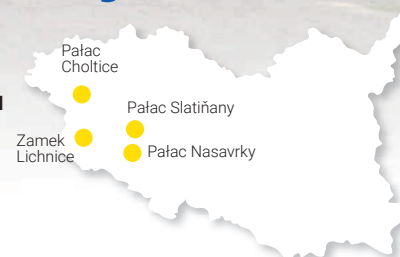 Pałac
Choltice
Pałac Slatiňany
Zamek
Lichnice
Pałac Nasavrky